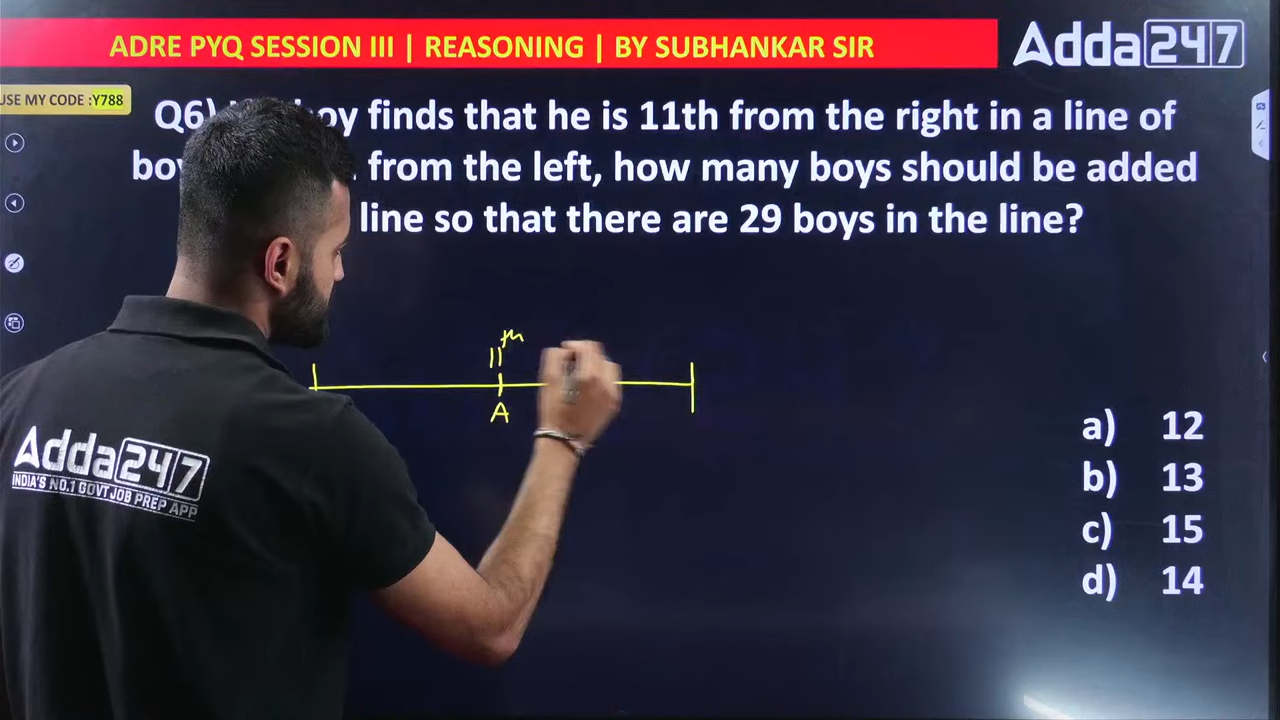 ADRE PYQ SESSION III | REASONING | BY SUBHANKAR SIR
Adda247
USE MY CODE :Y788
Q6) boy finds that he is 11th from the right in a line of
from the left, how many boys should be added
line so that there are 29 boys in the line?
11th
A
a) 12
b) 13
c) 15
d) 14
Adda247
INDIA'S NO.1 GOVT JOB PREP APP